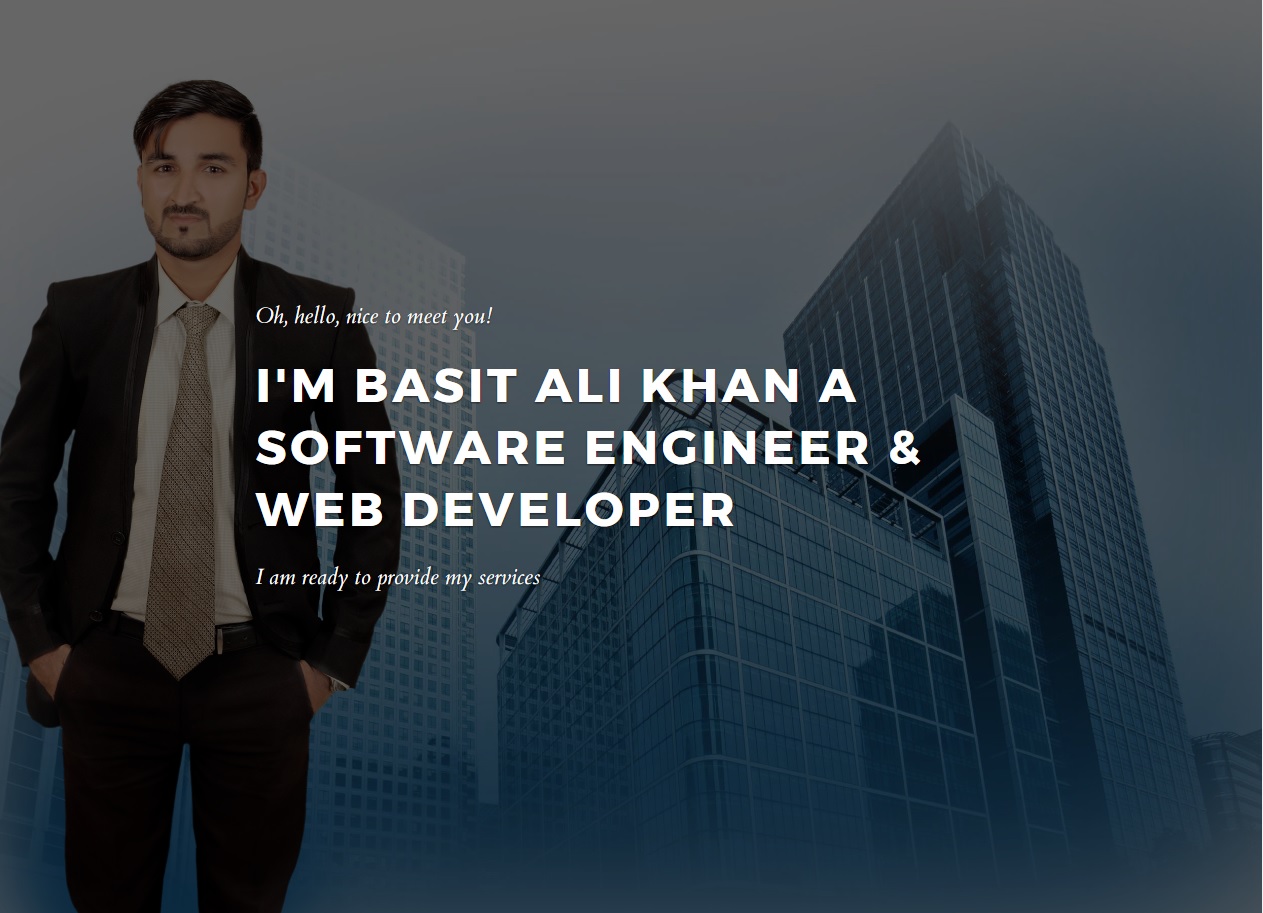 Oh, hello, nice to meet you!
I'M BASIT ALI KHAN A
SOFTWARE ENGINEER &
WEB DEVELOPER
I am ready to provide my services